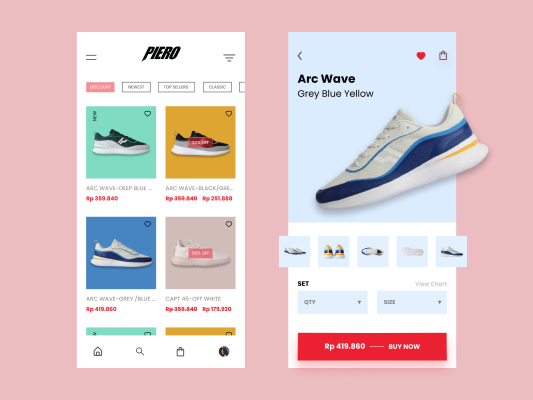 PIERO
DISCOUNT
NEWEST
TOP SELLERS
CLASSIC
NEW
30% OFF
ARC WAVE-DEEP BLUE ...
Rp 359.840
ARC WAVE-BLACK/GRE...
Rp 359.840 Rp 251.888
50% OFF
ARC WAVE-GREY /BLUE ...
Rp 419.860
CAPT 45-OFF WHITE
Rp 359.840 Rp 179.920
Arc Wave
Grey Blue Yellow
SET
View Chart
QTY
SIZE
Rp 419.860
BUY NOW